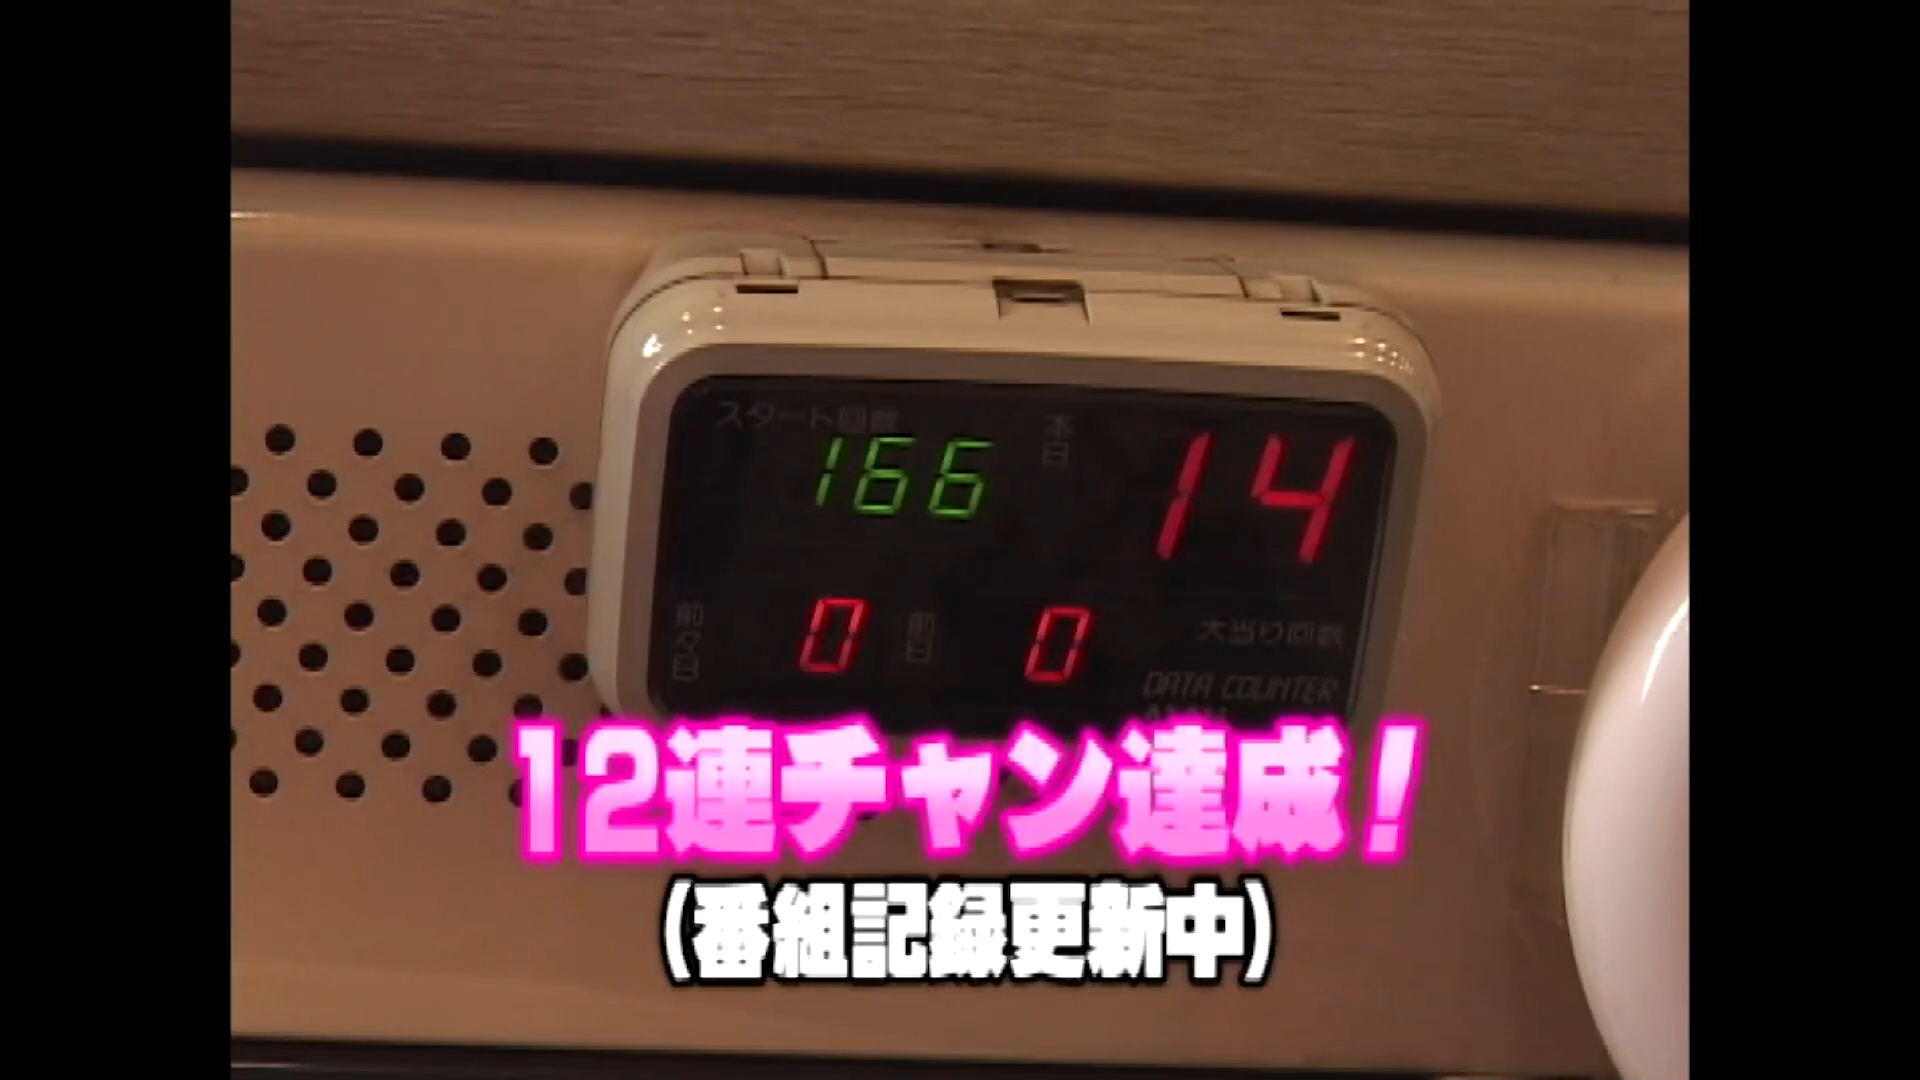 スタート回数
本日
166
14
前々日
0
前日
0
大当り回数
DATA COUNTER
12連チャン達成!
(番組記録更新中)